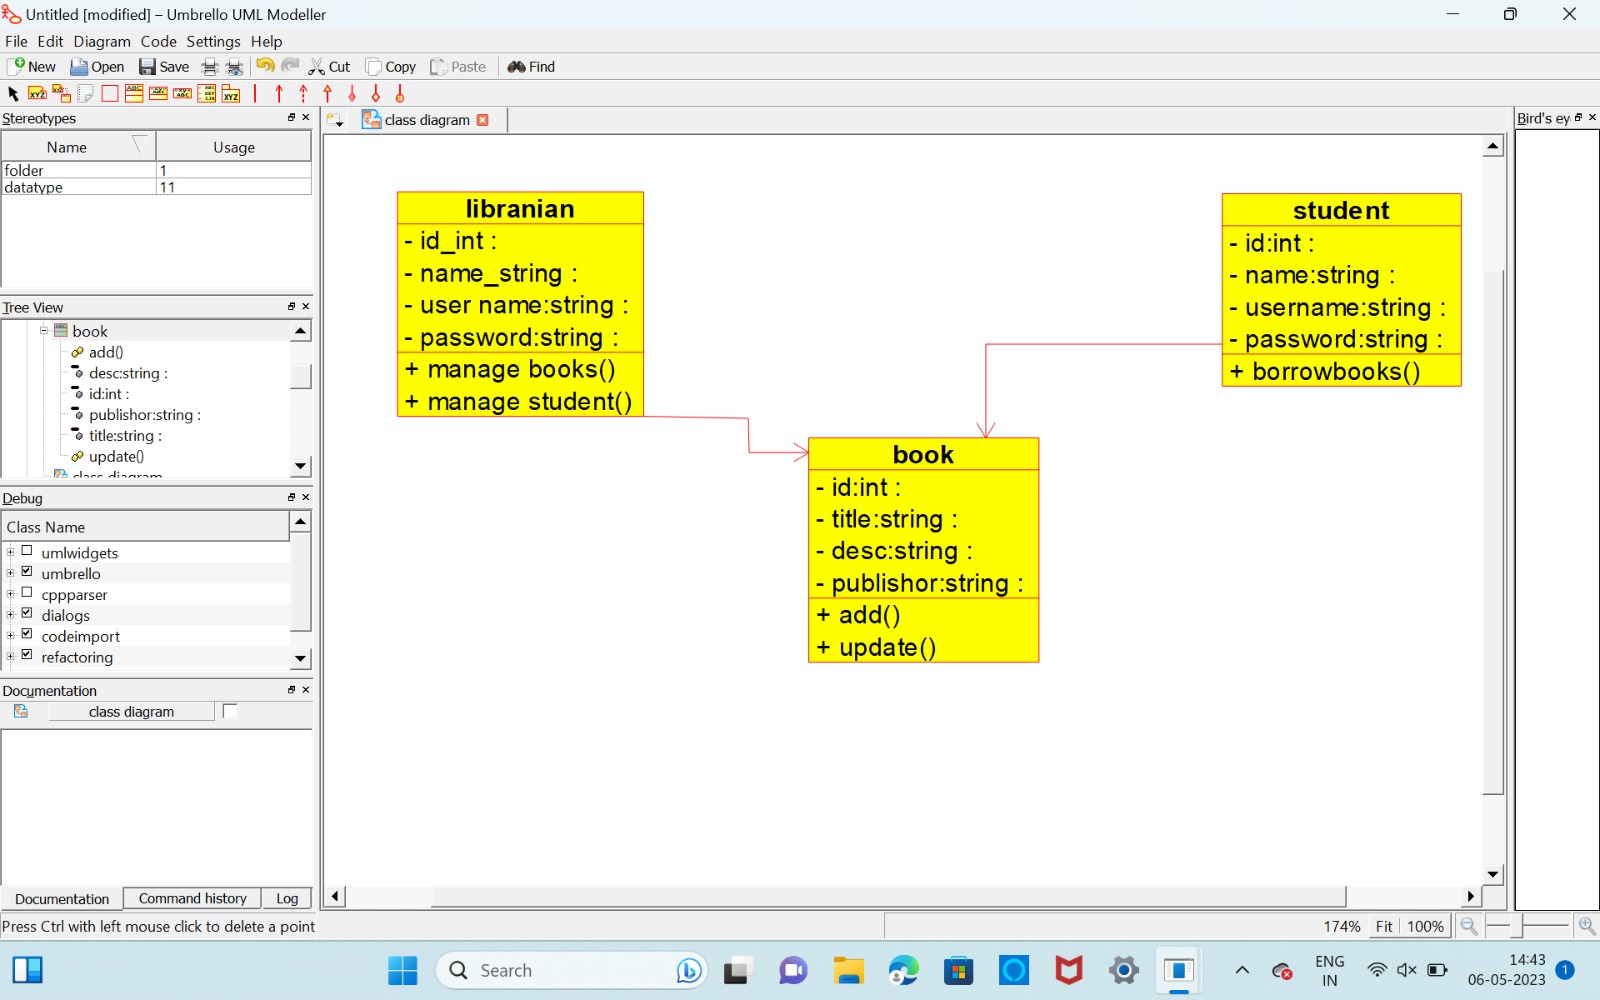 Untitled [modified] – Umbrello UML Modeller
File Edit Diagram Code Settings Help
New Open Save Cut Copy Paste Find
Stereotypes
Name Usage
folder 1
datatype 11
Tree View
book
add()
desc:string :
id:int :
publishor:string :
title:string :
update()
class diagram
Debug
Class Name
umlwidgets
umbrello
cppparser
dialogs
codeimport
refactoring
Documentation
class diagram
Documentation Command history Log
Press Ctrl with left mouse click to delete a point
class diagram
libranian
- id_int :
- name_string :
- user name:string :
- password:string :
+ manage books()
+ manage student()
student
- id:int :
- name:string :
- username:string :
- password:string :
+ borrowbooks()
book
- id:int :
- title:string :
- desc:string :
- publishor:string :
+ add()
+ update()
Bird's ey
174% Fit 100%
Search
ENG
IN
14:43
06-05-2023
1